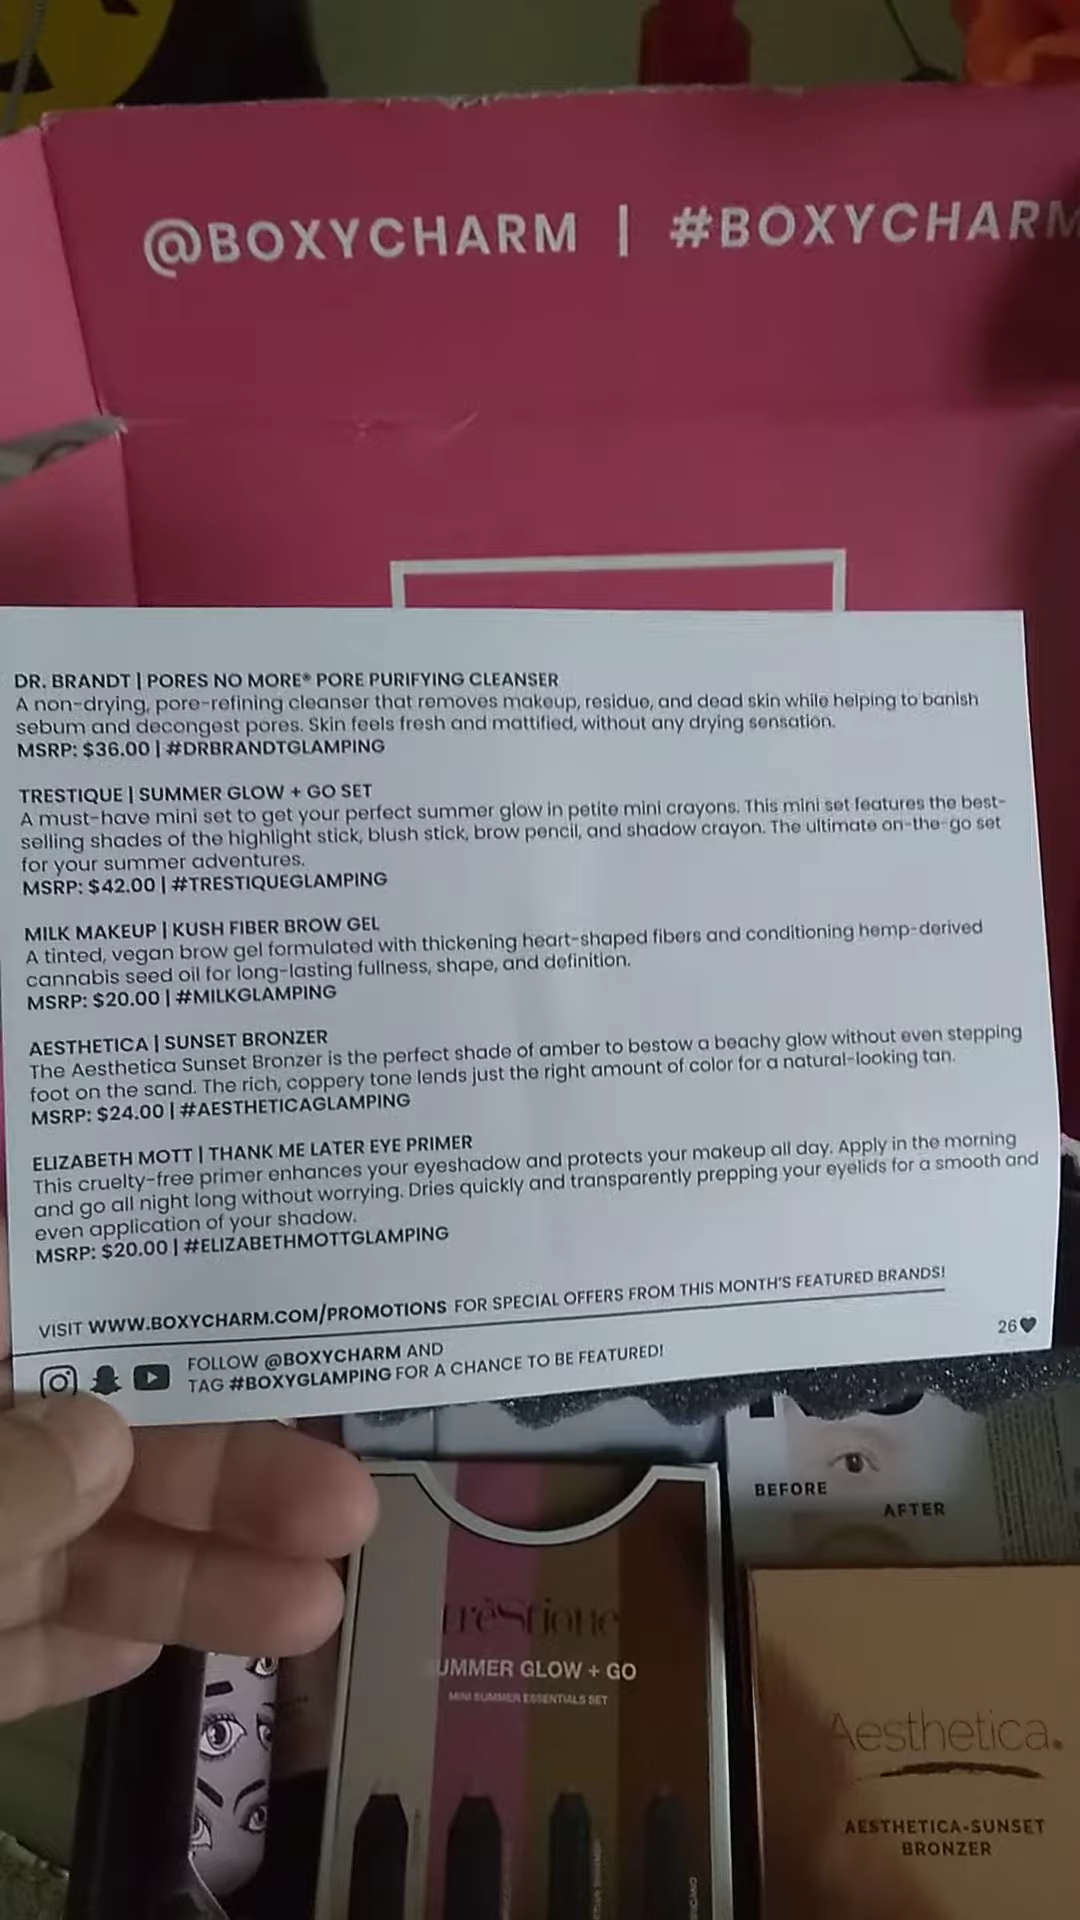 @BOXYCHARM | #BOXYCHARM
DR. BRANDT | PORES NO MORE® PORE PURIFYING CLEANSER
A non-drying, pore-refining cleanser that removes makeup, residue, and dead skin while helping to banish
sebum and decongest pores. Skin feels fresh and mattified, without any drying sensation.
MSRP: $36.00 | #DRBRANDTGLAMPING
TRESTIQUE | SUMMER GLOW + GO SET
A must-have mini set to get your perfect summer glow in petite mini crayons. This mini set features the best-
selling shades of the highlight stick, blush stick, brow pencil, and shadow crayon. The ultimate on-the-go set
for your summer adventures.
MSRP: $42.00 | #TRESTIQUEGLAMPING
MILK MAKEUP | KUSH FIBER BROW GEL
A tinted, vegan brow gel formulated with thickening heart-shaped fibers and conditioning hemp-derived
cannabis seed oil for long-lasting fullness, shape, and definition.
MSRP: $20.00 | #MILKGLAMPING
AESTHETICA | SUNSET BRONZER
The Aesthetica Sunset Bronzer is the perfect shade of amber to bestow a beachy glow without even stepping
foot on the sand. The rich, coppery tone lends just the right amount of color for a natural-looking tan.
MSRP: $24.00 | #AESTHETICAGLAMPING
ELIZABETH MOTT | THANK ME LATER EYE PRIMER
This cruelty-free primer enhances your eyeshadow and protects your makeup all day. Apply in the morning
and go all night long without worrying. Dries quickly and transparently prepping your eyelids for a smooth and
even application of your shadow.
MSRP: $20.00 | #ELIZABETHMOTTGLAMPING
VISIT WWW.BOXYCHARM.COM/PROMOTIONS FOR SPECIAL OFFERS FROM THIS MONTH'S FEATURED BRANDS!
26♥
FOLLOW @BOXYCHARM AND
TAG #BOXYGLAMPING FOR A CHANCE TO BE FEATURED!
BEFORE
AFTER
trèStiQue
UMMER GLOW + GO
MINI SUMMER ESSENTIALS SET
Aesthetica.
AESTHETICA-SUNSET
BRONZER